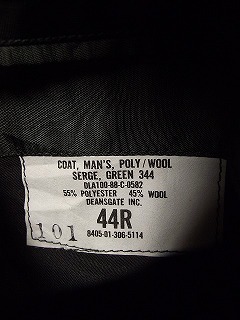 COAT, MAN'S, POLY/WOOL
SERGE, GREEN 344
DLA100-88-C-0582
55% POLYESTER 45% WOOL
DEANSGATE INC.
44R
101
8405-01-306-5114